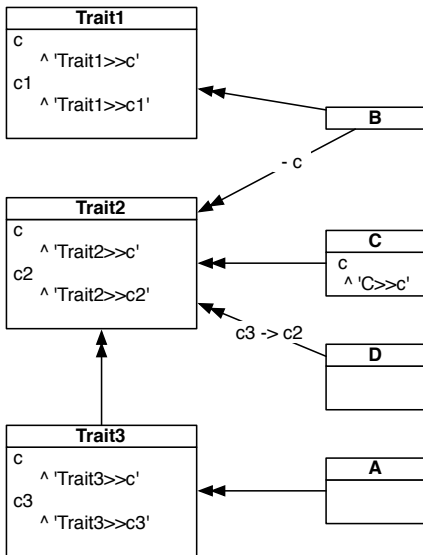 Trait1
c
^ 'Trait1>>c'
c1
^ 'Trait1>>c1'
B
- c
Trait2
c
^ 'Trait2>>c'
c2
^ 'Trait2>>c2'
C
c
^ 'C>>c'
c3 -> c2
D
Trait3
c
^ 'Trait3>>c'
c3
^ 'Trait3>>c3'
A